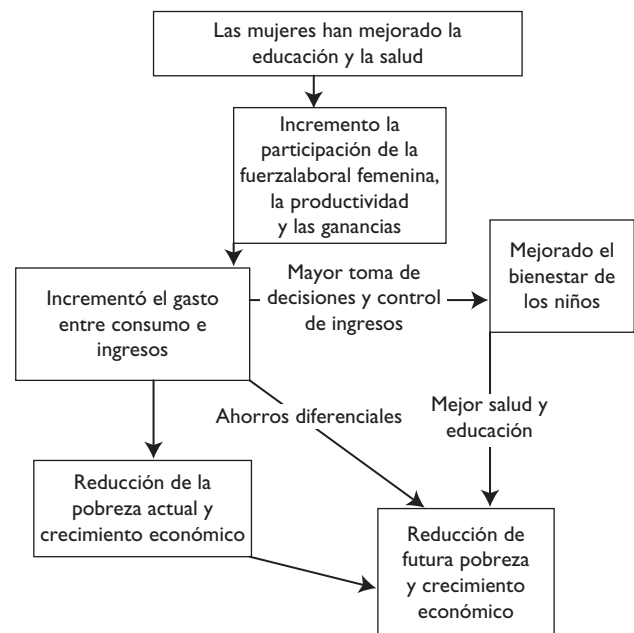 Las mujeres han mejorado la
educación y la salud
Incremento la
participación de la
fuerzalaboral femenina,
la productividad
y las ganancias
Incrementó el gasto
entre consumo e
ingresos
Mayor toma de
decisiones y control
de ingresos
Mejorado el
bienestar de
los niños
Ahorros diferenciales
Mejor salud y
educación
Reducción de la
pobreza actual y
crecimiento económico
Reducción de
futura pobreza
y crecimiento
económico